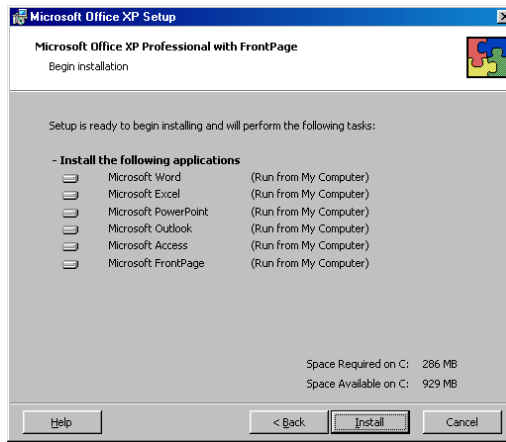 Microsoft Office XP Setup
Microsoft Office XP Professional with FrontPage
Begin installation
Setup is ready to begin installing and will perform the following tasks:
- Install the following applications
Microsoft Word (Run from My Computer)
Microsoft Excel (Run from My Computer)
Microsoft PowerPoint (Run from My Computer)
Microsoft Outlook (Run from My Computer)
Microsoft Access (Run from My Computer)
Microsoft FrontPage (Run from My Computer)
Space Required on C: 286 MB
Space Available on C: 929 MB
Help < Back Install Cancel